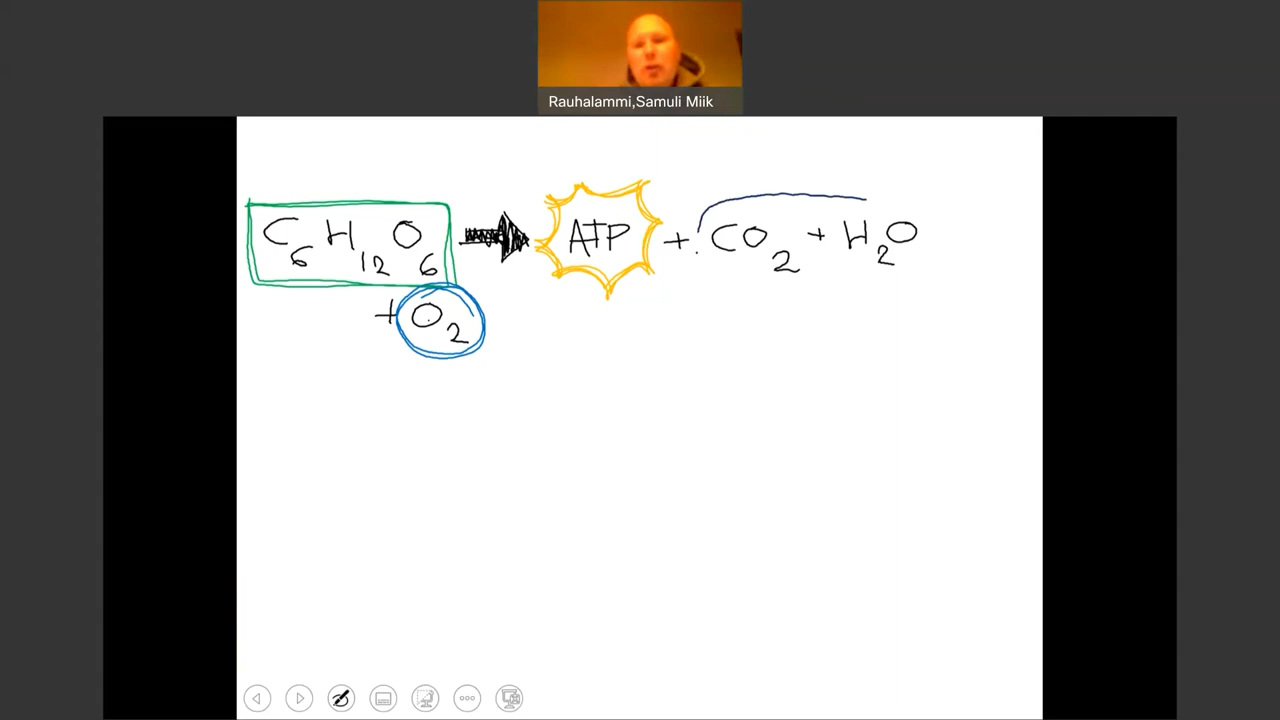 Rauhalammi,Samuli Miik
C6H12O6 → ATP + CO2 + H2O
+ O2